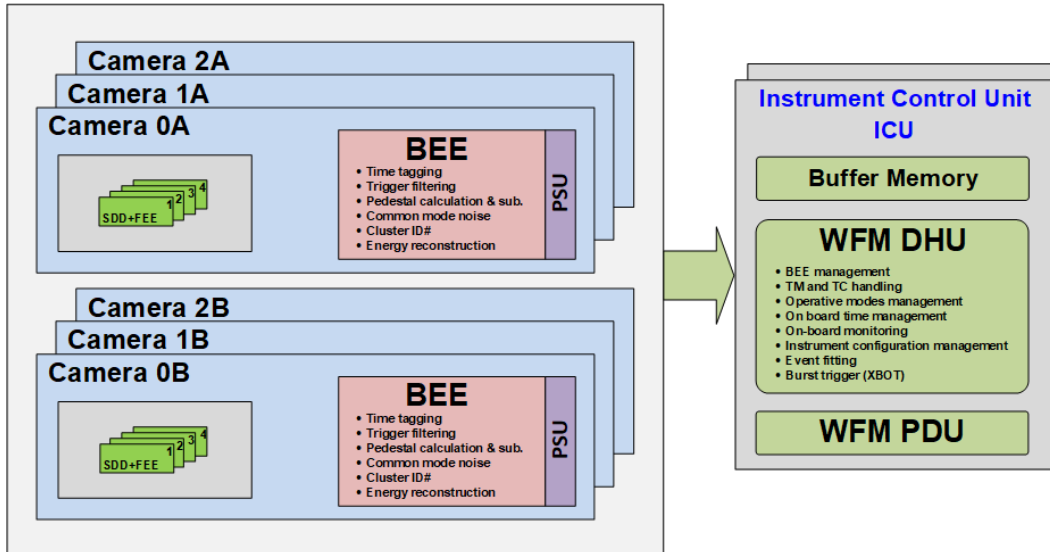 Camera 2A
Camera 1A
Camera 0A
1
2
3
4
SDD+FEE
BEE
• Time tagging
• Trigger filtering
• Pedestal calculation & sub.
• Common mode noise
• Cluster ID#
• Energy reconstruction
PSU
Camera 2B
Camera 1B
Camera 0B
1
2
3
4
SDD+FEE
BEE
• Time tagging
• Trigger filtering
• Pedestal calculation & sub.
• Common mode noise
• Cluster ID#
• Energy reconstruction
PSU
Instrument Control Unit
ICU
Buffer Memory
WFM DHU
• BEE management
• TM and TC handling
• Operative modes management
• On board time management
• On-board monitoring
• Instrument configuration management
• Event fitting
• Burst trigger (XBOT)
WFM PDU